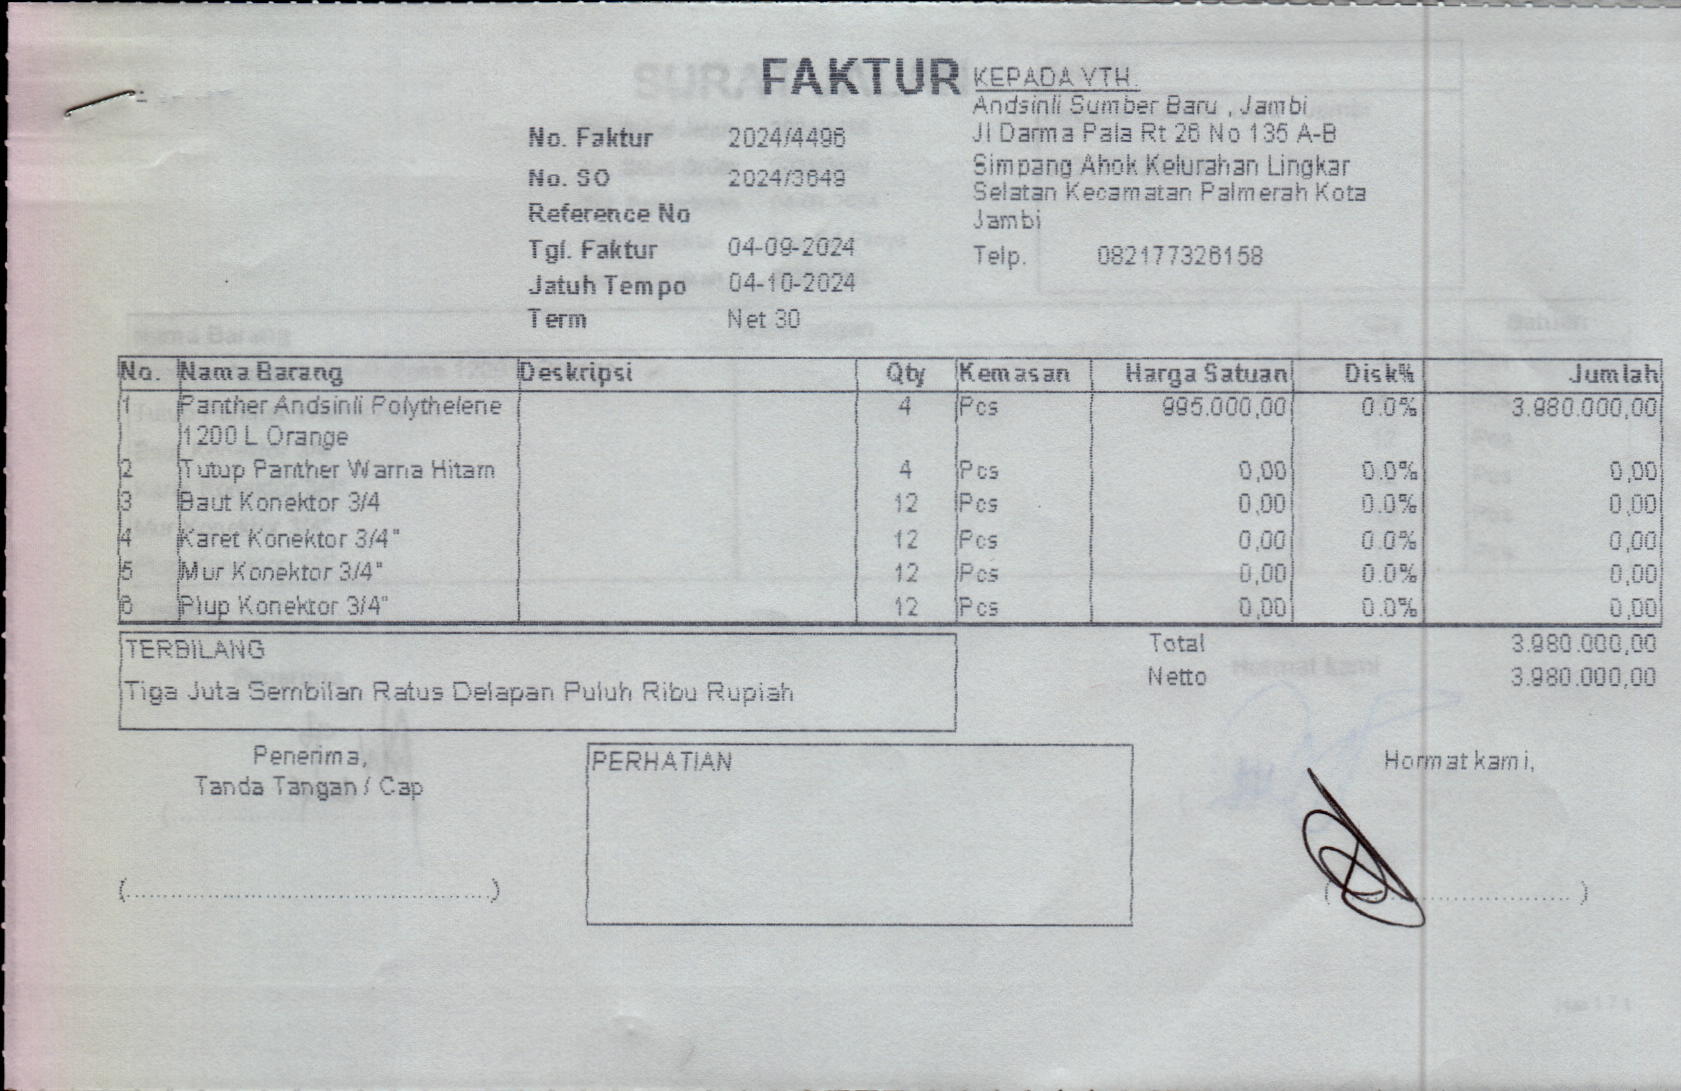 FAKTUR
KEPADA YTH.
Andsinli Sumber Baru , Jambi
Jl Darma Pala Rt 26 No 135 A-B
Simpang Ahok Kelurahan Lingkar
Selatan Kecamatan Palmerah Kota
Jambi
Telp. 082177326158
No. Faktur 2024/4496
No. SO 2024/3649
Reference No
Tgl. Faktur 04-09-2024
Jatuh Tempo 04-10-2024
Term Net 30
No. Nama Barang Deskripsi Qty Kemasan Harga Satuan Disk% Jumlah
1 Panther Andsinli Polythelene 4 Pcs 995.000,00 0.0% 3.980.000,00
1200 L Orange
2 Tutup Panther Warna Hitam 4 Pcs 0,00 0.0% 0,00
3 Baut Konektor 3/4 12 Pcs 0,00 0.0% 0,00
4 Karet Konektor 3/4" 12 Pcs 0,00 0.0% 0,00
5 Mur Konektor 3/4" 12 Pcs 0,00 0.0% 0,00
6 Plup Konektor 3/4" 12 Pcs 0,00 0.0% 0,00
TERBILANG
Tiga Juta Sembilan Ratus Delapan Puluh Ribu Rupiah
Total 3.980.000,00
Netto 3.980.000,00
Penerima,
Tanda Tangan / Cap
(............................................)
PERHATIAN
Hormat kami,
(............................ )